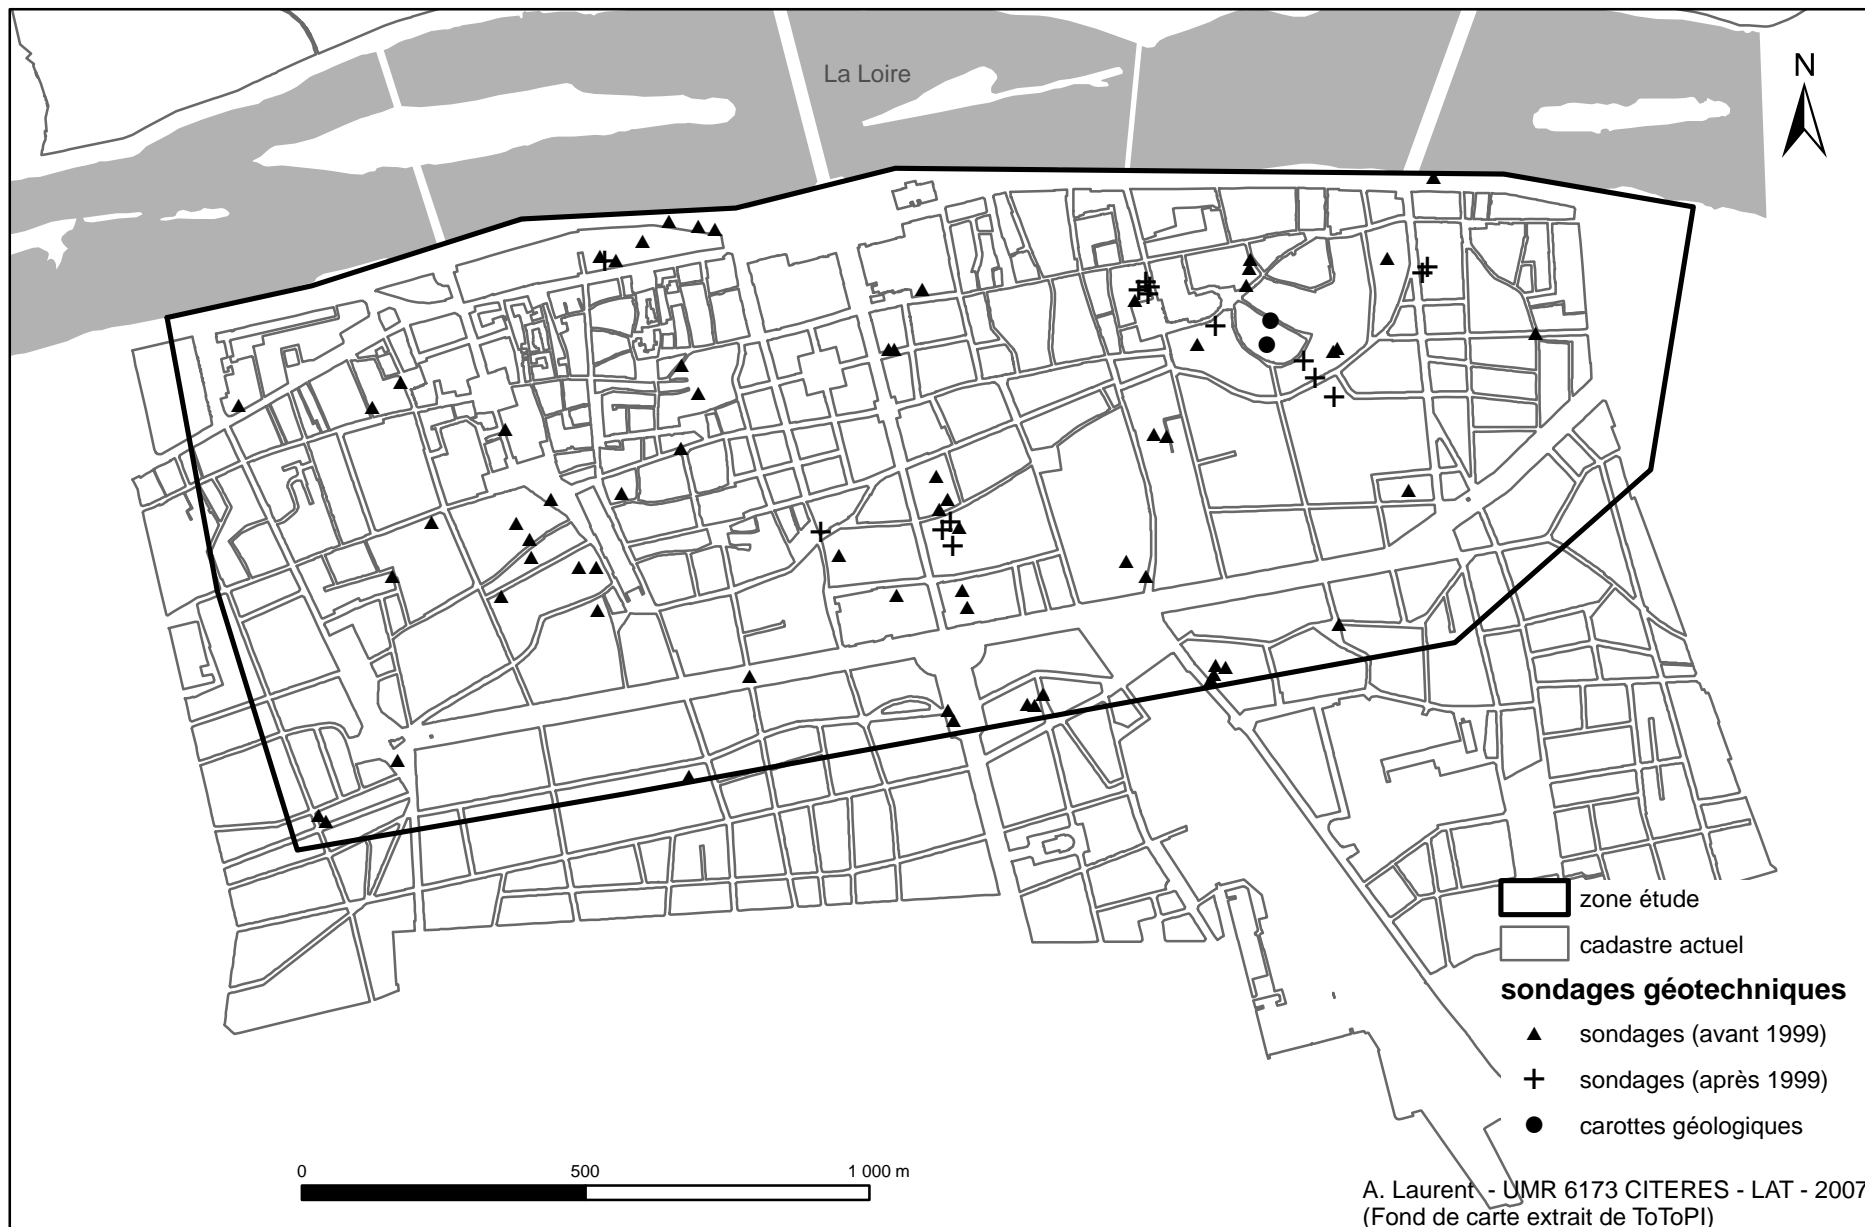 La Loire
N
zone étude
cadastre actuel
sondages géotechniques
sondages (avant 1999)
sondages (après 1999)
carottes géologiques
0 500 1 000 m
A. Laurent - UMR 6173 CITERES - LAT - 2007
(Fond de carte extrait de ToToPI)